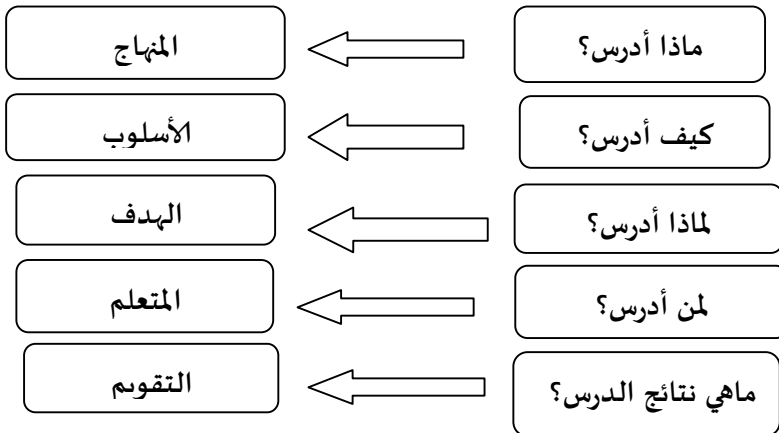 ماذا أدرس؟
المنهاج
كيف أدرس؟
الأسلوب
لماذا أدرس؟
الهدف
لمن أدرس؟
المتعلم
ماهي نتائج الدرس؟
التقويم